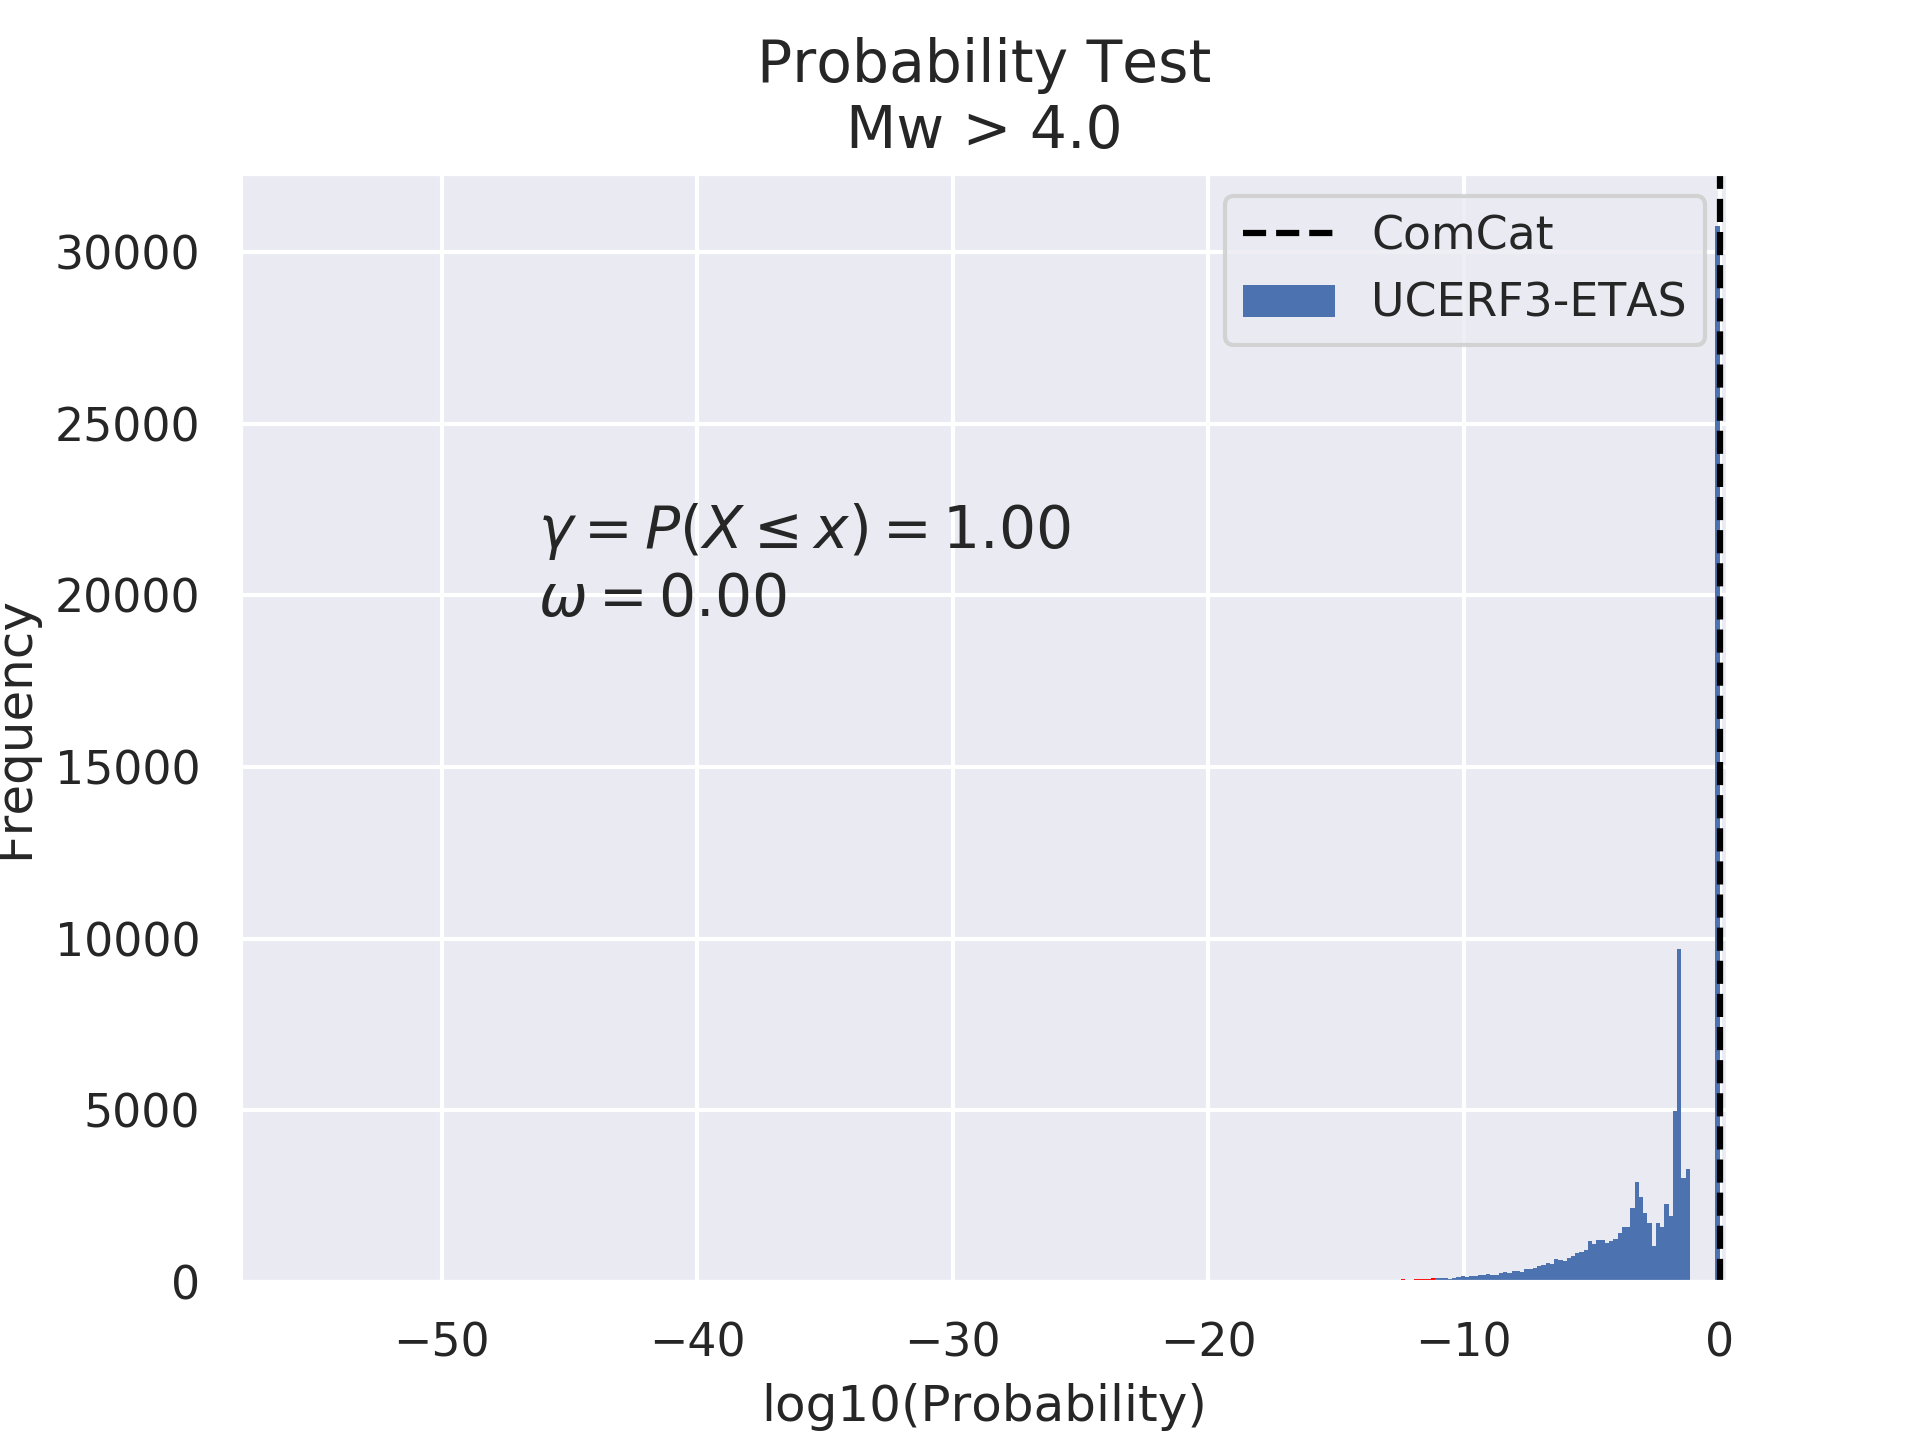 Probability Test
Mw > 4.0
ComCat
UCERF3-ETAS
γ = P(X ≤ x) = 1.00
ω = 0.00
Frequency
30000
25000
20000
15000
10000
5000
0
−50 −40 −30 −20 −10 0
log10(Probability)